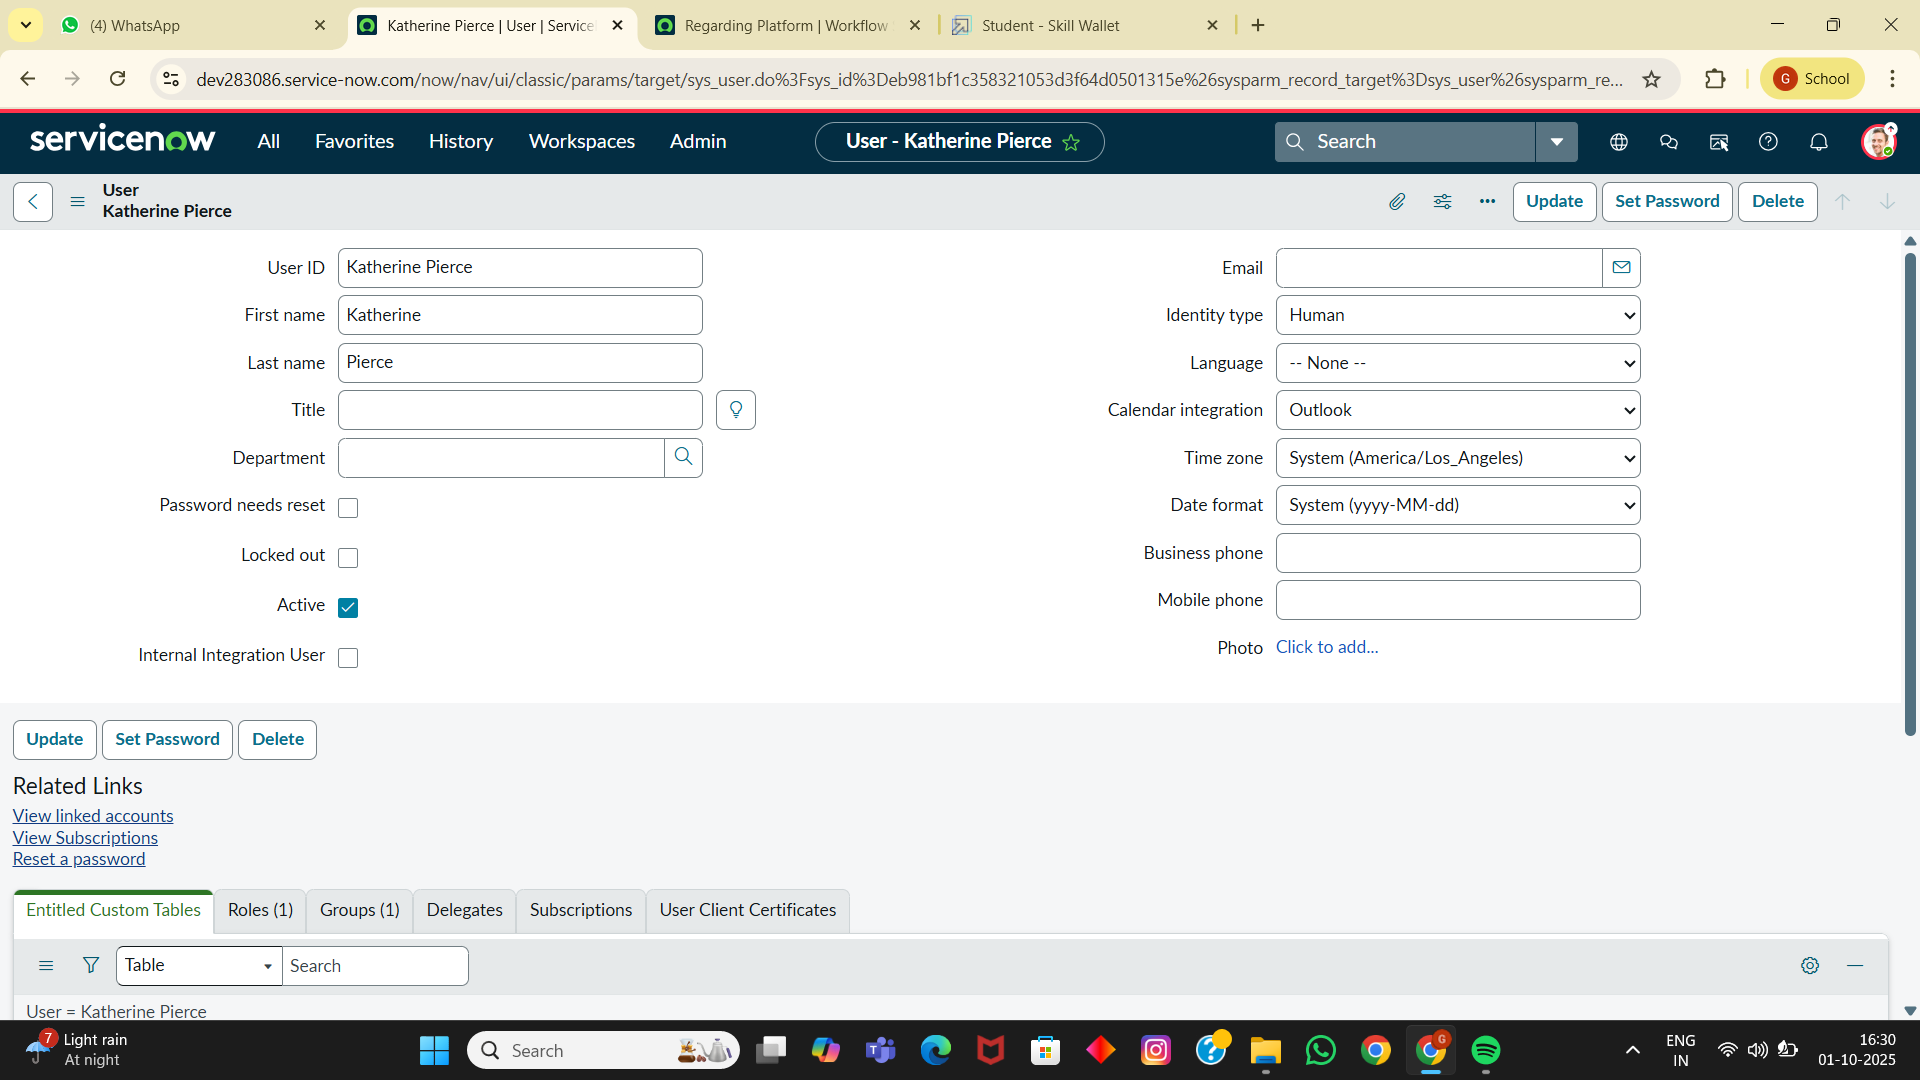 (4) WhatsApp
Katherine Pierce | User | Service
Regarding Platform | Workflow
Student - Skill Wallet
dev283086.service-now.com/now/nav/ui/classic/params/target/sys_user.do%3Fsys_id%3Deb981bf1c358321053d3f64d0501315e%26sysparm_record_target%3Dsys_user%26sysparm_re...
G School
servicenow
All
Favorites
History
Workspaces
Admin
User - Katherine Pierce
Search
User
Katherine Pierce
Update
Set Password
Delete
User ID
Katherine Pierce
First name
Katherine
Last name
Pierce
Title
Department
Password needs reset
Locked out
Active
Internal Integration User
Email
Identity type
Human
Language
-- None --
Calendar integration
Outlook
Time zone
System (America/Los_Angeles)
Date format
System (yyyy-MM-dd)
Business phone
Mobile phone
Photo
Click to add...
Update
Set Password
Delete
Related Links
View linked accounts
View Subscriptions
Reset a password
Entitled Custom Tables
Roles (1)
Groups (1)
Delegates
Subscriptions
User Client Certificates
Table
Search
User = Katherine Pierce
7
Light rain
At night
Search
G
ENG
IN
16:30
01-10-2025